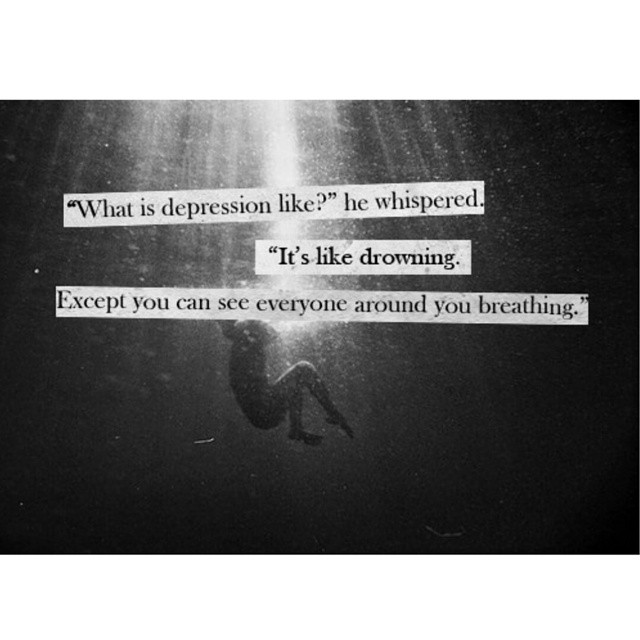 “What is depression like?” he whispered.
“It’s like drowning.
Except you can see everyone around you breathing.”